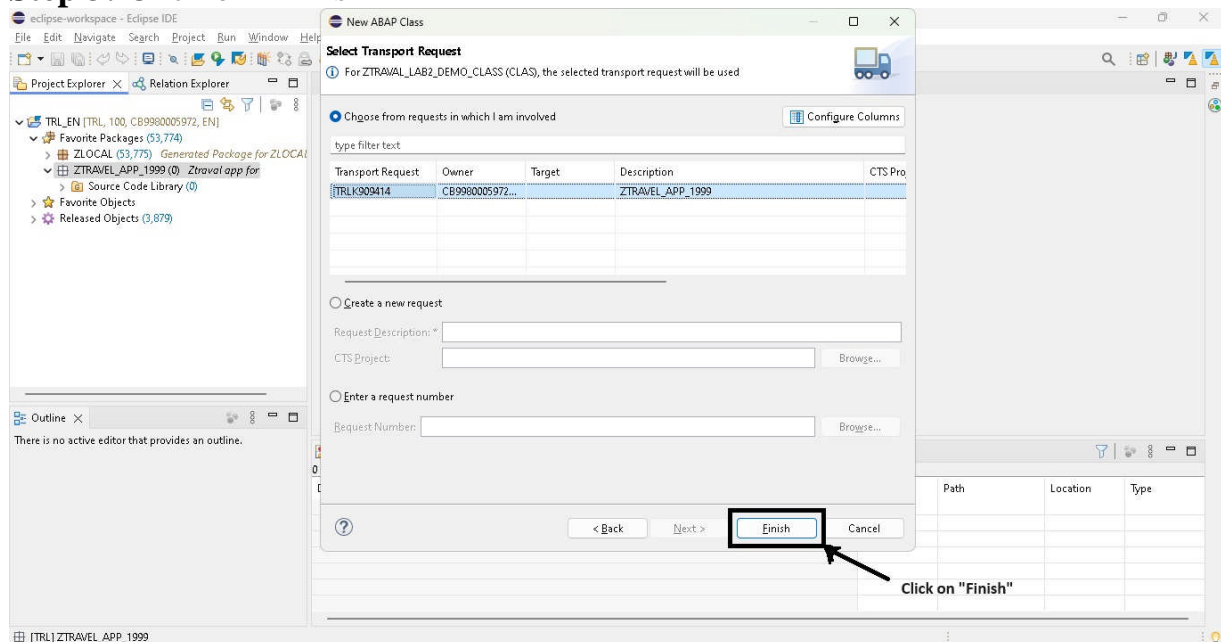 eclipse-workspace - Eclipse IDE
File Edit Navigate Search Project Run Window Help
Project Explorer Relation Explorer
TRL_EN [TRL, 100, CB9980005972, EN]
Favorite Packages (53,774)
ZLOCAL (53,775) Generated Package for ZLOCAL
ZTRAVEL_APP_1999 (0) Ztraval app for
Source Code Library (0)
Favorite Objects
Released Objects (3,879)
Outline
There is no active editor that provides an outline.
New ABAP Class
Select Transport Request
For ZTRAVAL_LAB2_DEMO_CLASS (CLAS), the selected transport request will be used
Choose from requests in which I am involved
Configure Columns
type filter text
Transport Request Owner Target Description CTS Proj
TRLK909414 CB9980005972... ZTRAVEL_APP_1999
Create a new request
Request Description: *
CTS Project: Browse...
Enter a request number
Request Number: Browse...
< Back Next > Finish Cancel
Path Location Type
Click on "Finish"
[TRL] ZTRAVEL_APP_1999